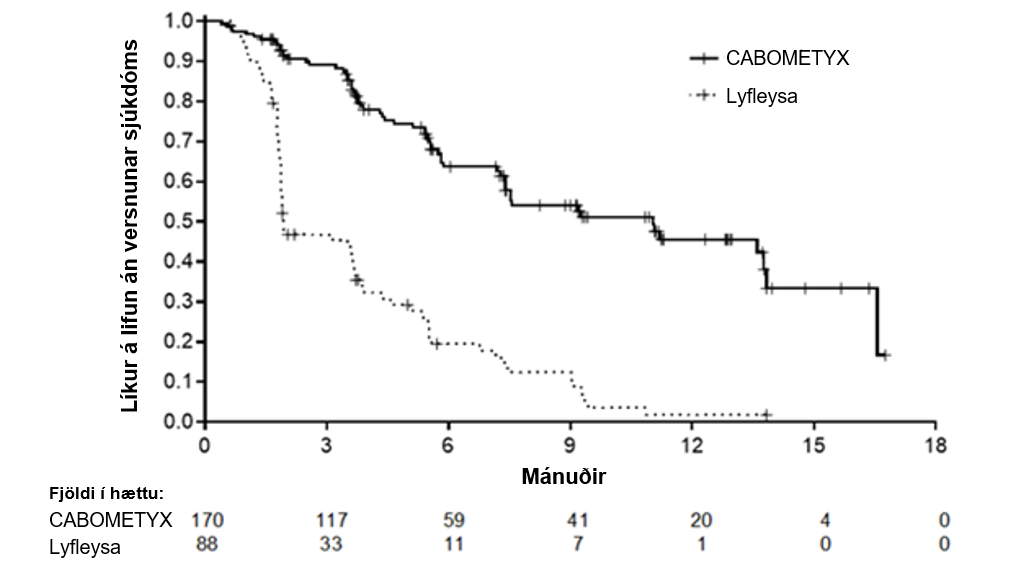 Líkur á lifun án versnunar sjúkdóms
1.0
0.9
0.8
0.7
0.6
0.5
0.4
0.3
0.2
0.1
0.0
CABOMETYX
Lyfleysa
0 3 6 9 12 15 18
Mánuðir
Fjöldi í hættu:
CABOMETYX 170 117 59 41 20 4 0
Lyfleysa 88 33 11 7 1 0 0